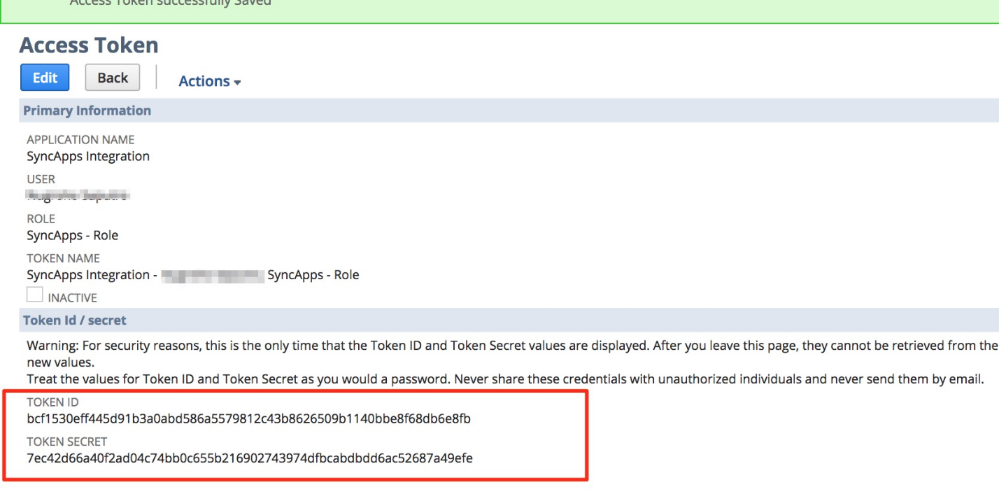 Access Token successfully Saved
Access Token
Edit Back Actions
Primary Information
APPLICATION NAME
SyncApps Integration
USER
ROLE
SyncApps - Role
TOKEN NAME
SyncApps Integration - SyncApps - Role
INACTIVE
Token Id / secret
Warning: For security reasons, this is the only time that the Token ID and Token Secret values are displayed. After you leave this page, they cannot be retrieved from the
new values.
Treat the values for Token ID and Token Secret as you would a password. Never share these credentials with unauthorized individuals and never send them by email.
TOKEN ID
bcf1530eff445d91b3a0abd586a5579812c43b8626509b1140bbe8f68db6e8fb
TOKEN SECRET
7ec42d66a40f2ad04c74bb0c655b216902743974dfbcabdbdd6ac52687a49efe